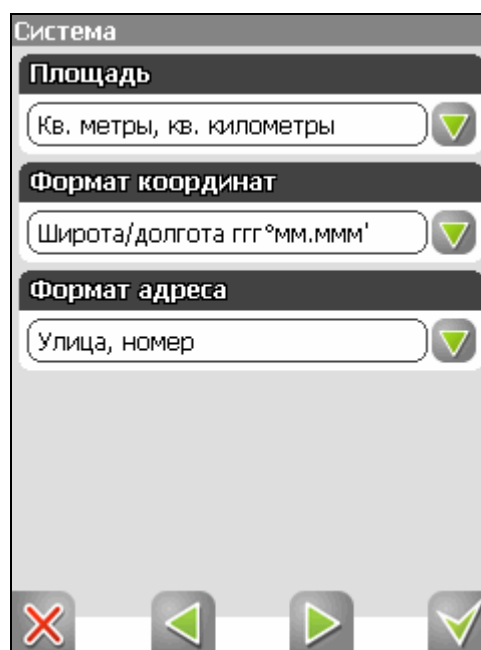 Система
Площадь
Кв. метры, кв. километры
Формат координат
Широта/долгота ггг°мм.ммм'
Формат адреса
Улица, номер